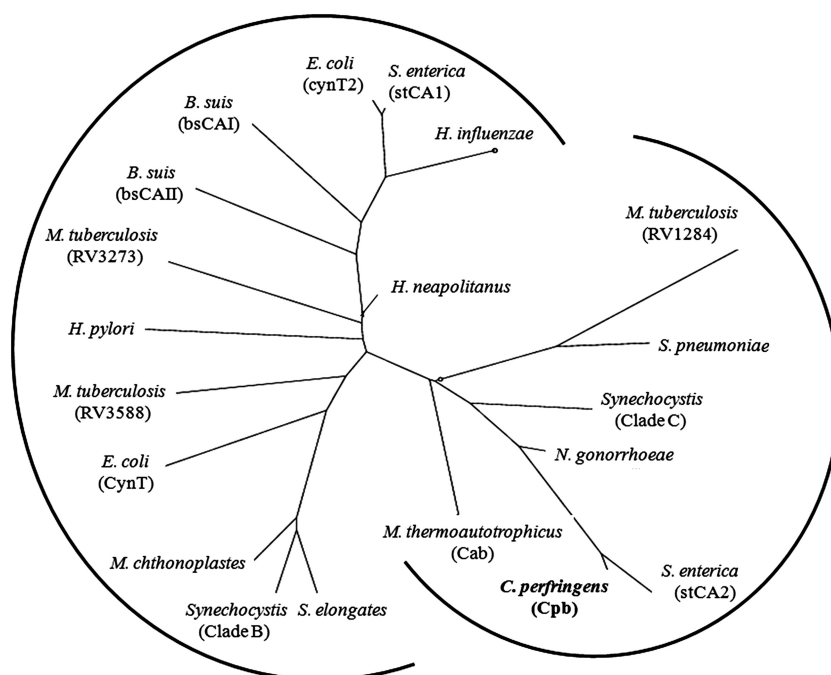 E. coli
(cynT2)
S. enterica
(stCA1)
B. suis
(bsCAI)
H. influenzae
B. suis
(bsCAII)
M. tuberculosis
(RV3273)
M. tuberculosis
(RV1284)
H. neapolitanus
H. pylori
S. pneumoniae
M. tuberculosis
(RV3588)
Synechocystis
(Clade C)
E. coli
(CynT)
N. gonorrhoeae
M. thermoautotrophicus
(Cab)
M. chthonoplastes
C. perfringens
(Cpb)
S. enterica
(stCA2)
Synechocystis
(Clade B)
S. elongates